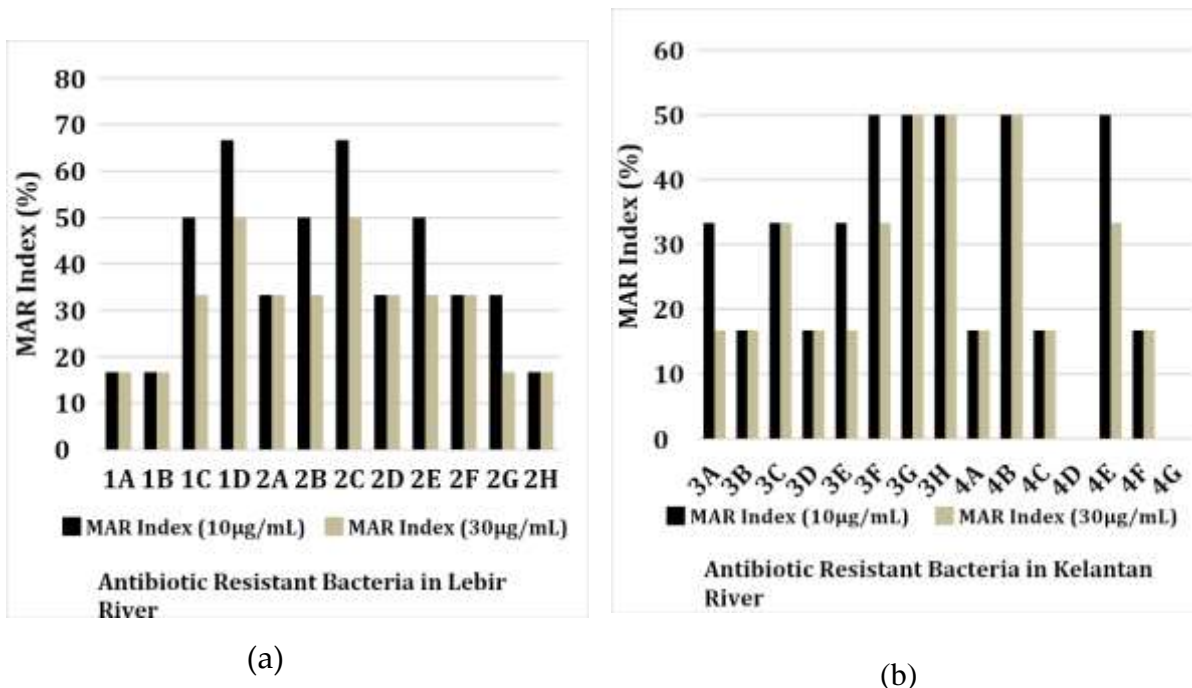 80
70
60
50
40
30
20
10
0
MAR Index (%)
1A 1B 1C 1D 2A 2B 2C 2D 2E 2F 2G 2H
MAR Index (10µg/mL) MAR Index (30µg/mL)
Antibiotic Resistant Bacteria in Lebir
River
(a)
60
50
40
30
20
10
0
MAR Index (%)
3A 3B 3C 3D 3E 3F 3G 3H 4A 4B 4C 4D 4E 4F 4G
MAR Index (10µg/mL) MAR Index (30µg/mL)
Antibiotic Resistant Bacteria in Kelantan
River
(b)